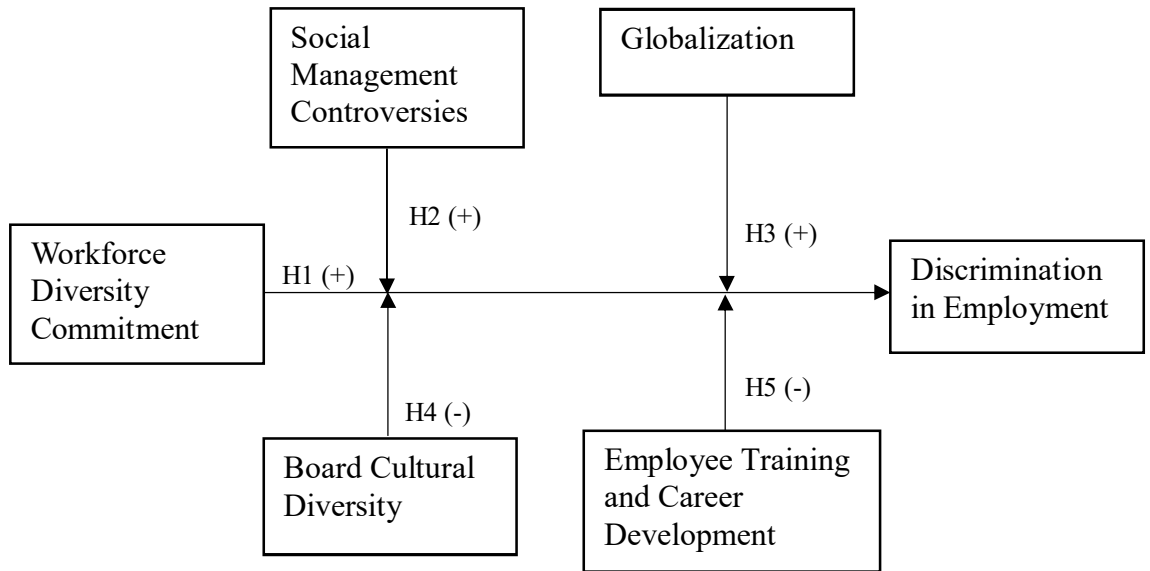 Social
Management
Controversies
Globalization
H2 (+)
H3 (+)
Workforce
Diversity
Commitment
H1 (+)
Discrimination
in Employment
H4 (-)
H5 (-)
Board Cultural
Diversity
Employee Training
and Career
Development